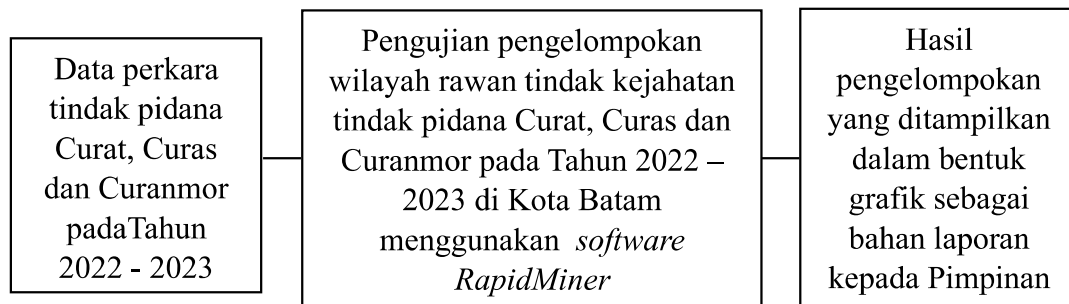 Data perkara
tindak pidana
Curat, Curas
dan Curanmor
padaTahun
2022 - 2023
Pengujian pengelompokan
wilayah rawan tindak kejahatan
tindak pidana Curat, Curas dan
Curanmor pada Tahun 2022 –
2023 di Kota Batam
menggunakan software
RapidMiner
Hasil
pengelompokan
yang ditampilkan
dalam bentuk
grafik sebagai
bahan laporan
kepada Pimpinan